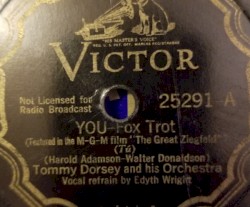 "HIS MASTER'S VOICE"
VICTOR
Not Licensed for
Radio Broadcast
25291-A
YOU-Fox Trot
(Featured in the M-G-M film "The Great Ziegfeld")
(Tú)
(Harold Adamson-Walter Donaldson)
Tommy Dorsey and his Orchestra
Vocal refrain by Edyth Wright